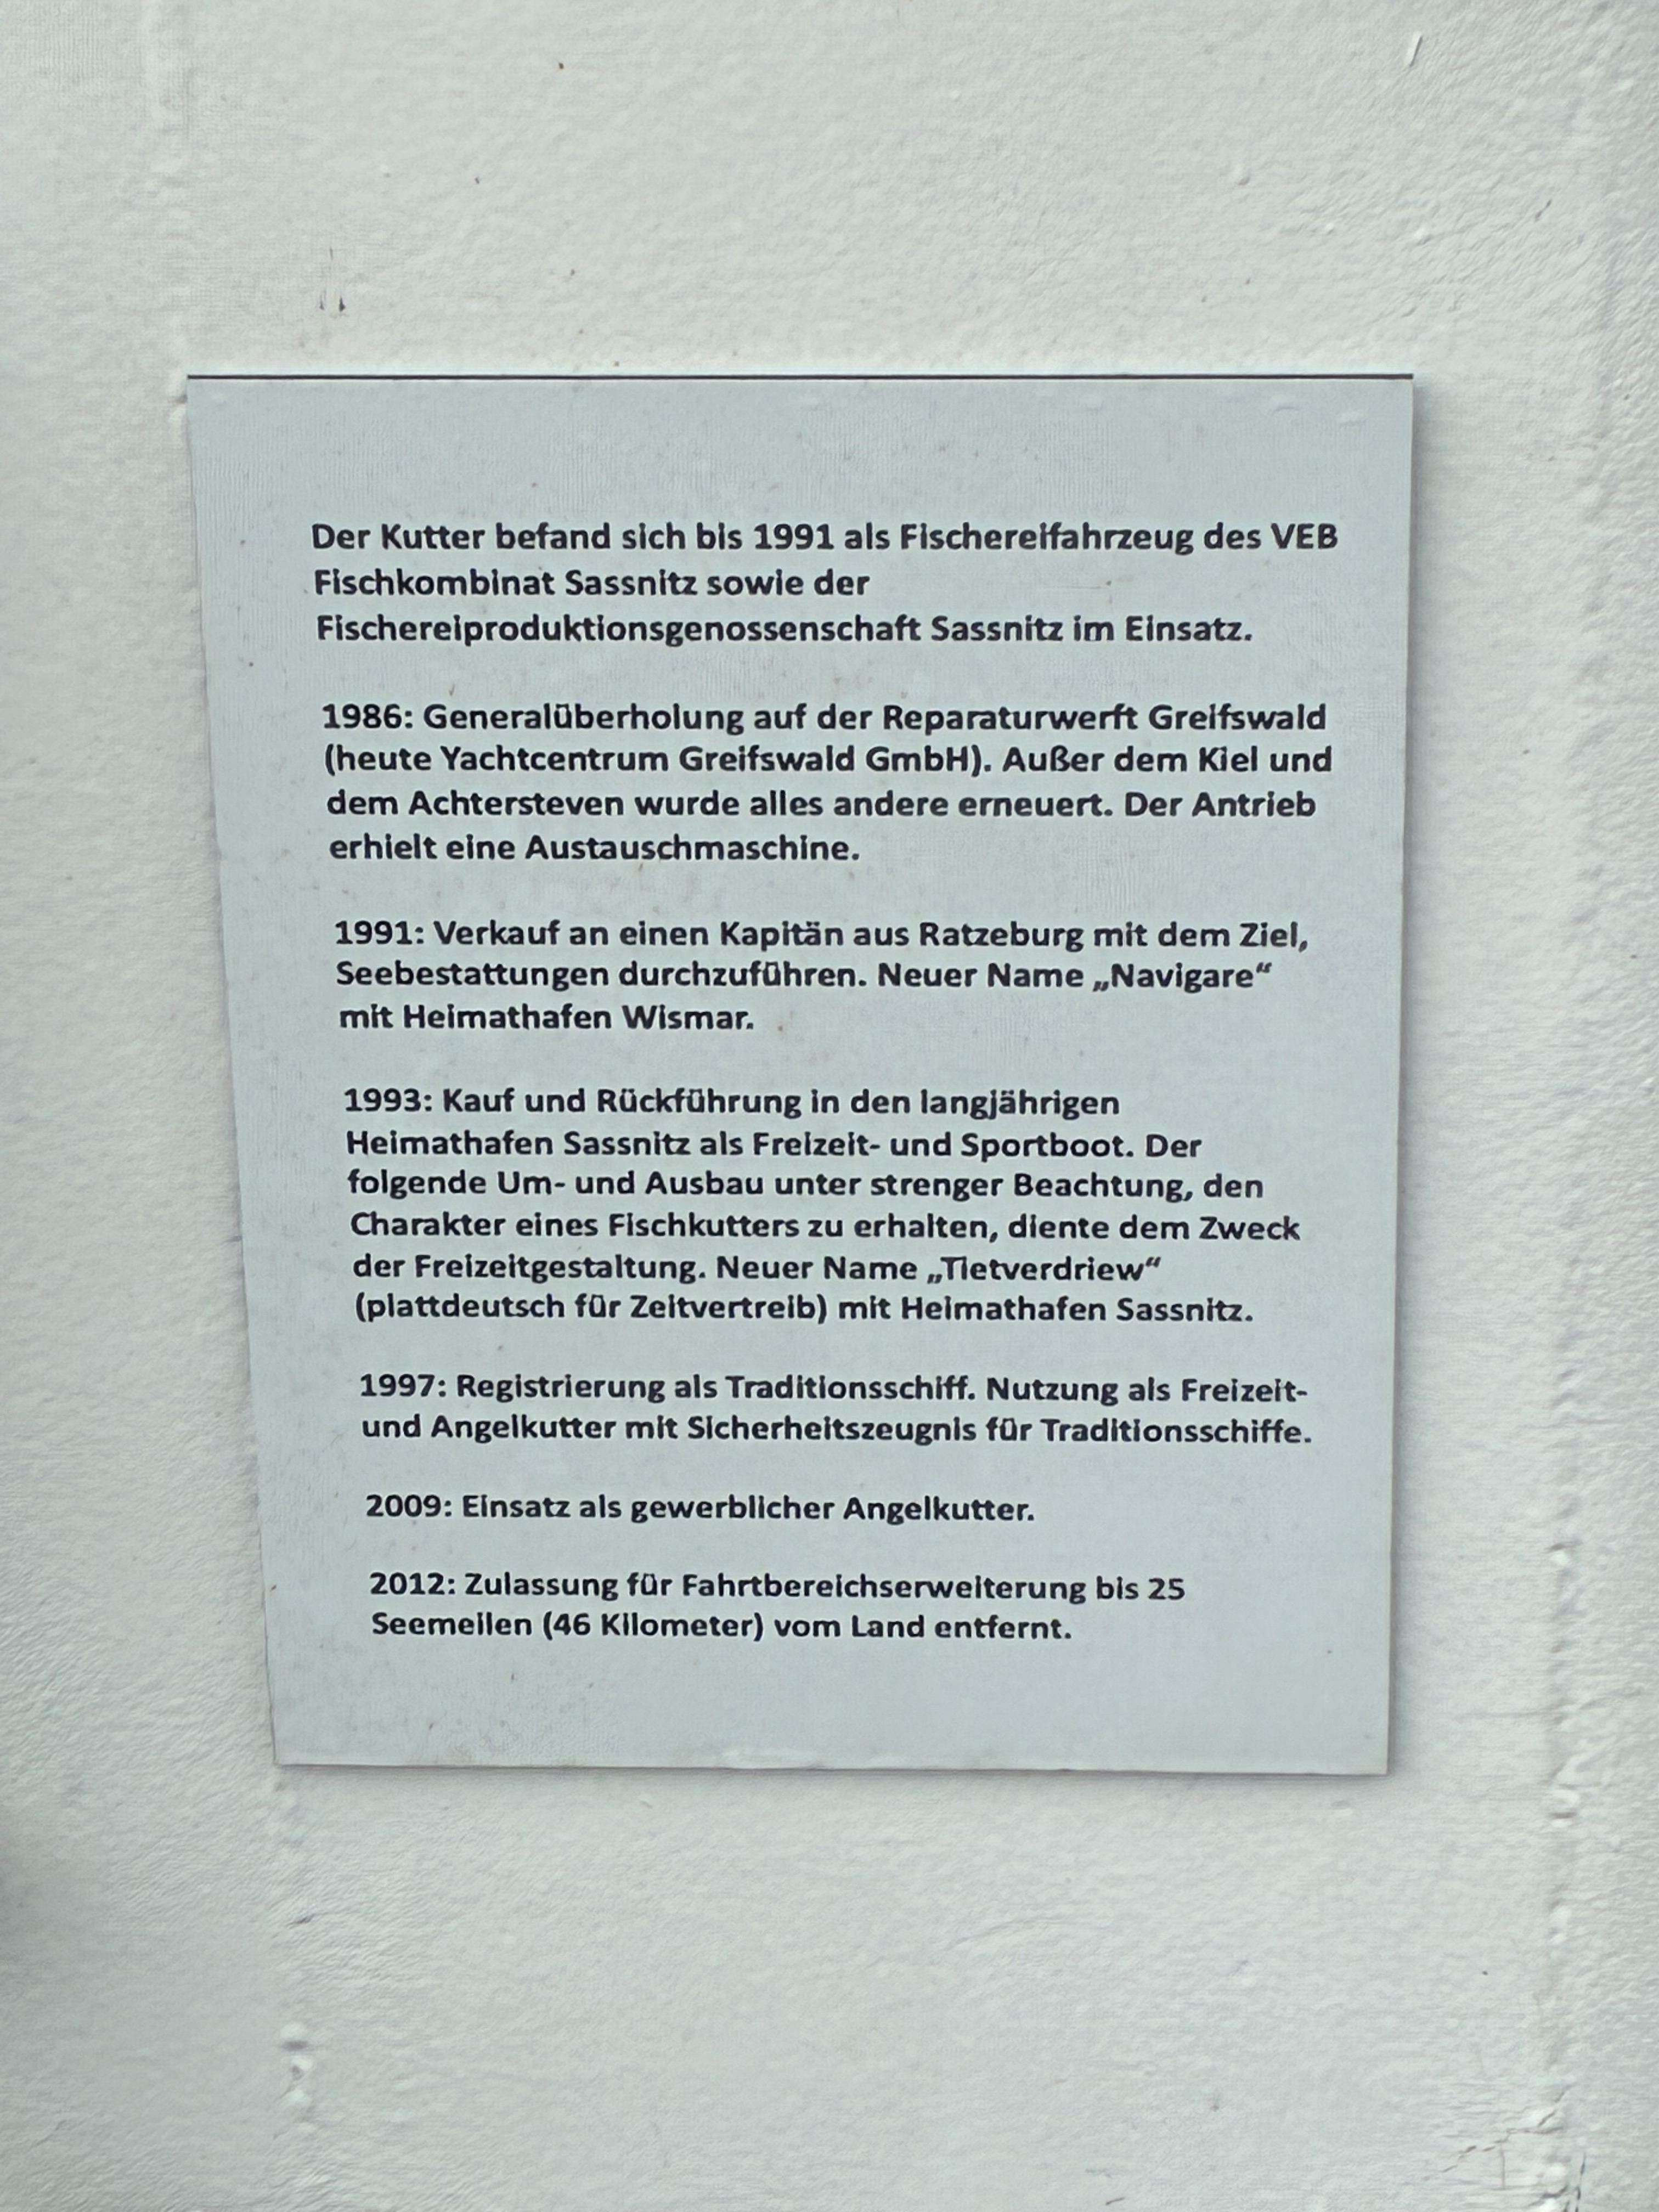 Der Kutter befand sich bis 1991 als Fischereifahrzeug des VEB
Fischkombinat Sassnitz sowie der
Fischereiproduktionsgenossenschaft Sassnitz im Einsatz.
1986: Generalüberholung auf der Reparaturwerft Greifswald
(heute Yachtcentrum Greifswald GmbH). Außer dem Kiel und
dem Achtersteven wurde alles andere erneuert. Der Antrieb
erhielt eine Austauschmaschine.
1991: Verkauf an einen Kapitän aus Ratzeburg mit dem Ziel,
Seebestattungen durchzuführen. Neuer Name „Navigare“
mit Heimathafen Wismar.
1993: Kauf und Rückführung in den langjährigen
Heimathafen Sassnitz als Freizeit- und Sportboot. Der
folgende Um- und Ausbau unter strenger Beachtung, den
Charakter eines Fischkutters zu erhalten, diente dem Zweck
der Freizeitgestaltung. Neuer Name „Tietverdriew“
(plattdeutsch für Zeitvertreib) mit Heimathafen Sassnitz.
1997: Registrierung als Traditionsschiff. Nutzung als Freizeit-
und Angelkutter mit Sicherheitszeugnis für Traditionsschiffe.
2009: Einsatz als gewerblicher Angelkutter.
2012: Zulassung für Fahrtbereichserweiterung bis 25
Seemeilen (46 Kilometer) vom Land entfernt.